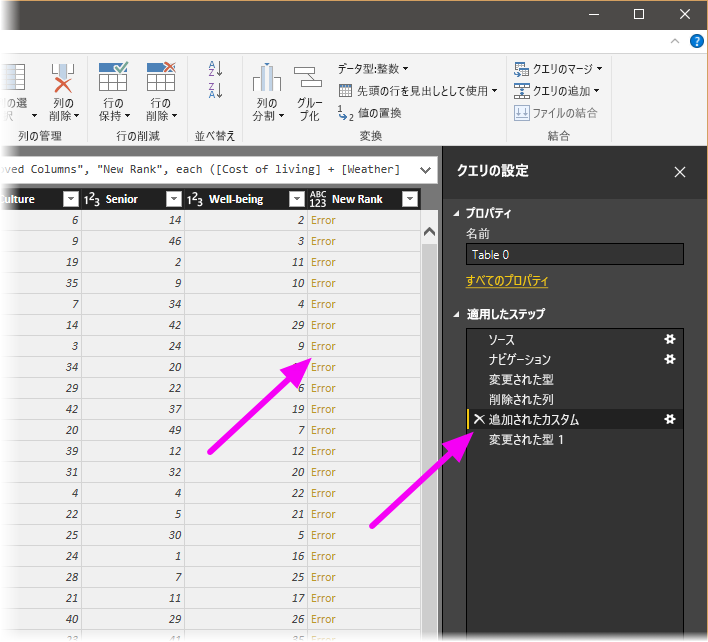 ?
データ型:整数
クエリのマージ
先頭の行を見出しとして使用
クエリの追加
値の置換
ファイルの結合
列の
削除
行の
保持
行の
削除
列の
分割
グルー
プ化
列の管理
行の削減
並べ替え
変換
結合
oved Columns", "New Rank", each ([Cost of living] + [Weather]
クエリの設定
Culture 1²3 Senior 1²3 Well-being ABC 123 New Rank
6 14 2 Error
9 46 3 Error
19 2 11 Error
35 9 10 Error
7 34 4 Error
14 42 29 Error
3 24 9 Error
34 20 Error
29 22 6 Error
42 37 19 Error
20 49 7 Error
39 12 12 Error
31 32 20 Error
4 4 22 Error
22 5 21 Error
25 30 5 Error
24 1 16 Error
28 7 25 Error
21 11 17 Error
40 29 26 Error
プロパティ
名前
Table 0
すべてのプロパティ
適用したステップ
ソース
ナビゲーション
変更された型
削除された列
追加されたカスタム
変更された型 1